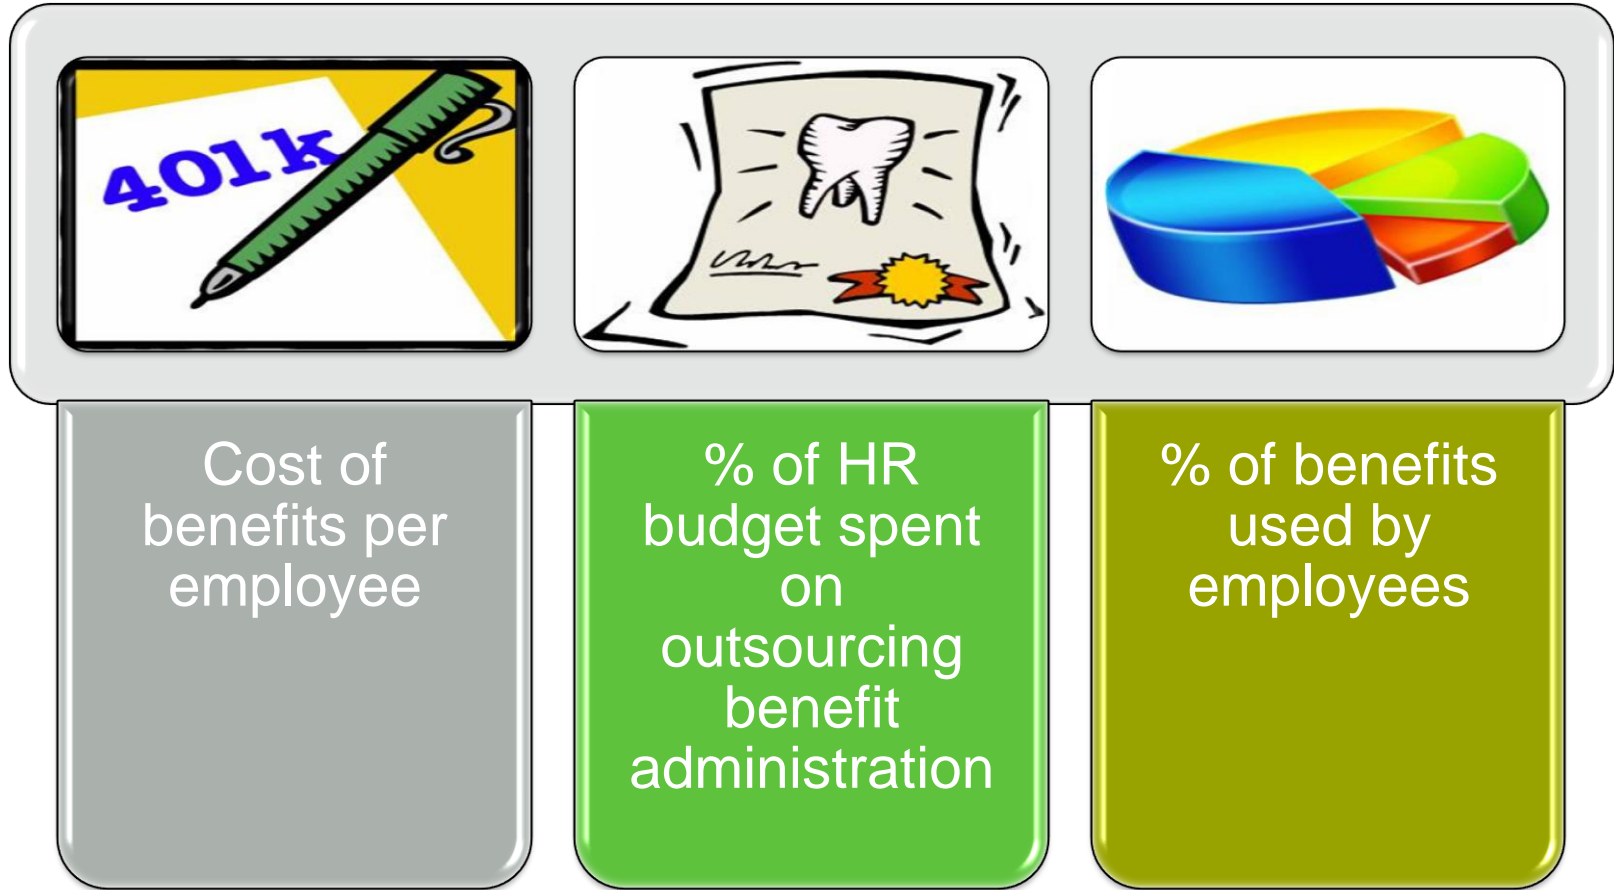 401k
Cost of
benefits per
employee
% of HR
budget spent
on
outsourcing
benefit
administration
% of benefits
used by
employees